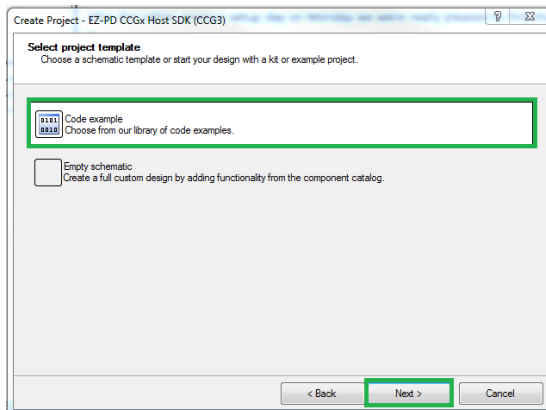 Create Project - EZ-PD CCGx Host SDK (CCG3)
Select project template
Choose a schematic template or start your design with a kit or example project.
0101
0010
Code example
Choose from our library of code examples.
Empty schematic
Create a full custom design by adding functionality from the component catalog.
< Back
Next >
Cancel